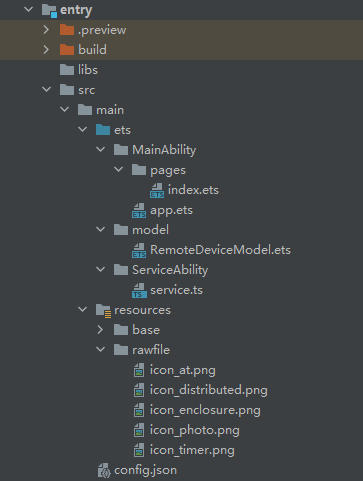 entry
.preview
build
libs
src
main
ets
MainAbility
pages
index.ets
app.ets
model
RemoteDeviceModel.ets
ServiceAbility
service.ts
resources
base
rawfile
icon_at.png
icon_distributed.png
icon_enclosure.png
icon_photo.png
icon_timer.png
config.json